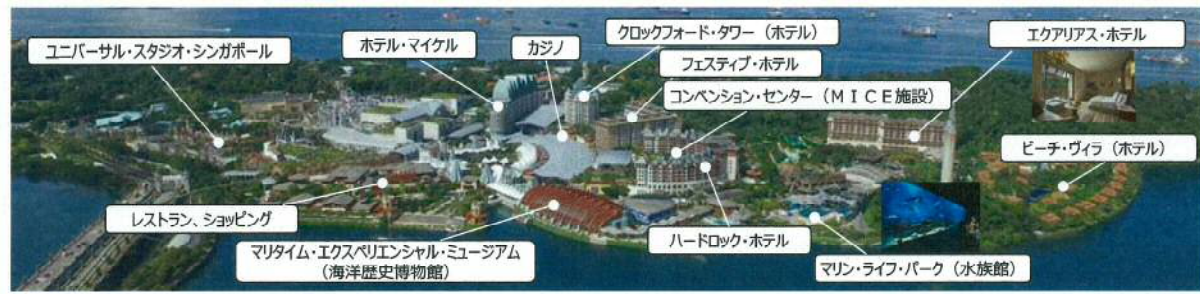 クロックフォード・タワー（ホテル）
ユニバーサル・スタジオ・シンガポール
ホテル・マイケル
カジノ
エクアリアス・ホテル
フェスティブ・ホテル
コンベンション・センター（ＭＩＣＥ施設）
ビーチ・ヴィラ（ホテル）
レストラン、ショッピング
マリタイム・エクスペリエンシャル・ミュージアム
（海洋歴史博物館）
ハードロック・ホテル
マリン・ライフ・パーク（水族館）